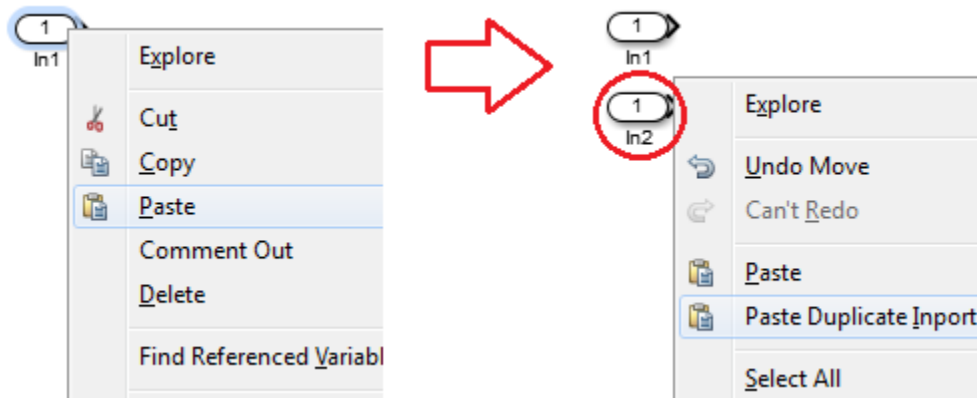 1
In1
Explore
Cut
Copy
Paste
Comment Out
Delete
Find Referenced Variabl
1
In1
1
In2
Explore
Undo Move
Can't Redo
Paste
Paste Duplicate Inport
Select All